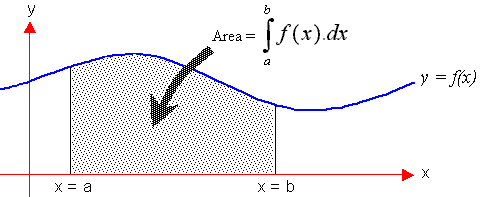 y
Area = ∫_a^b f(x).dx
y = f(x)
x
x = a
x = b